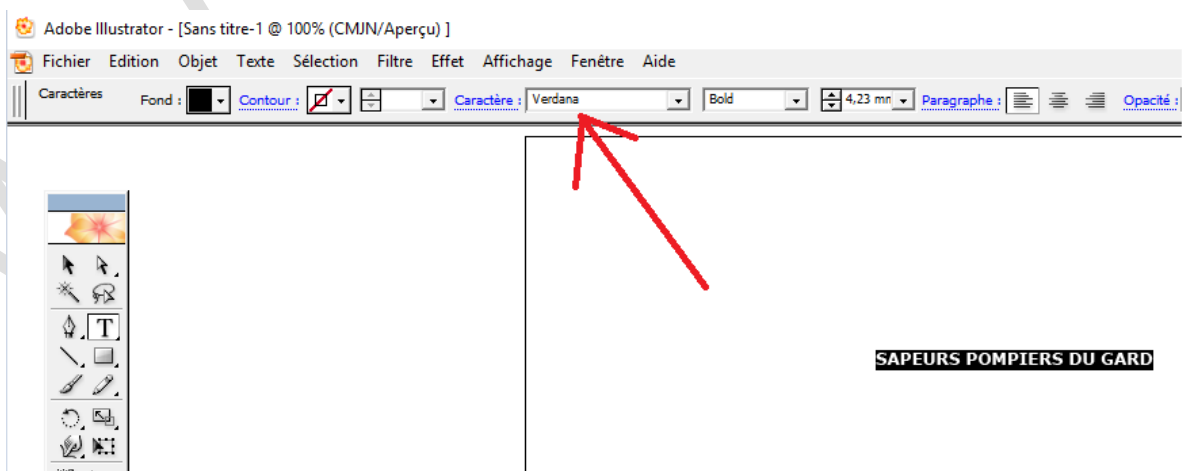 Adobe Illustrator - [Sans titre-1 @ 100% (CMJN/Aperçu) ]
Fichier Edition Objet Texte Sélection Filtre Effet Affichage Fenêtre Aide
Caractères Fond : Contour : Caractère : Verdana Bold 4,23 mm Paragraphe : Opacité :
T
SAPEURS POMPIERS DU GARD